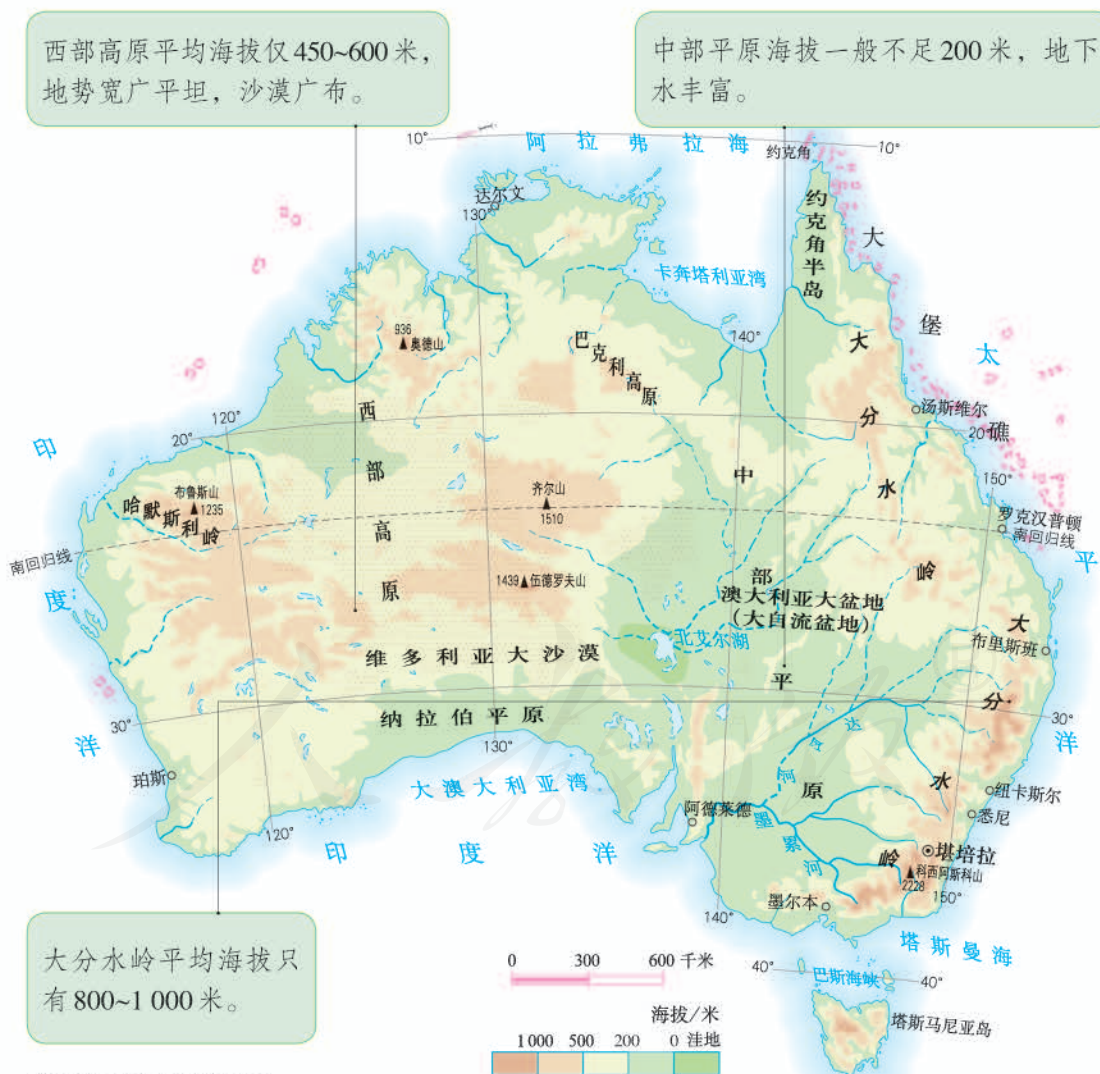 西部高原平均海拔仅450~600米，
地势宽广平坦，沙漠广布。
中部平原海拔一般不足200米，地下
水丰富。
10°
阿拉弗拉海
约克角
10°
达尔文
130°
约克角半岛
大堡礁
卡奔塔利亚湾
936
奥德山
巴克利高原
140°
太平洋
大分水岭
汤斯维尔
20°
120°
20°
西部高原
印度洋
150°
中部平原
布鲁斯山
1235
哈默斯利岭
齐尔山
1510
罗克汉普顿
南回归线
南回归线
1439
伍德罗夫山
澳大利亚大盆地
（大自流盆地）
北艾尔湖
大分水岭
布里斯班
维多利亚大沙漠
纳拉伯平原
30°
30°
130°
达令河
珀斯
大澳大利亚湾
阿德莱德
墨累河
纽卡斯尔
悉尼
120°
印度洋
堪培拉
科西阿斯科山
2228
150°
墨尔本
140°
塔斯曼海
大分水岭平均海拔只
有800~1 000米。
0 300 600 千米
40°
巴斯海峡
40°
塔斯马尼亚岛
海拔/米
1 000 500 200 0 洼地